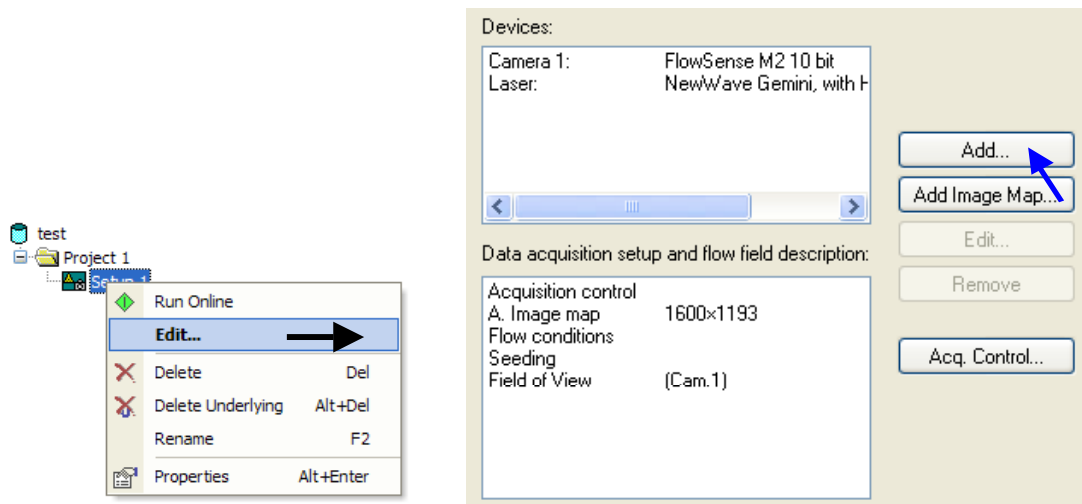 test
Project 1
Setup 1
Run Online
Edit...
Delete Del
Delete Underlying Alt+Del
Rename F2
Properties Alt+Enter
Devices:
Camera 1: FlowSense M2 10 bit
Laser: NewWave Gemini, with H
Add...
Add Image Map...
Edit...
Remove
Data acquisition setup and flow field description:
Acquisition control
A. Image map 1600×1193
Flow conditions
Seeding
Field of View (Cam.1)
Acq. Control...